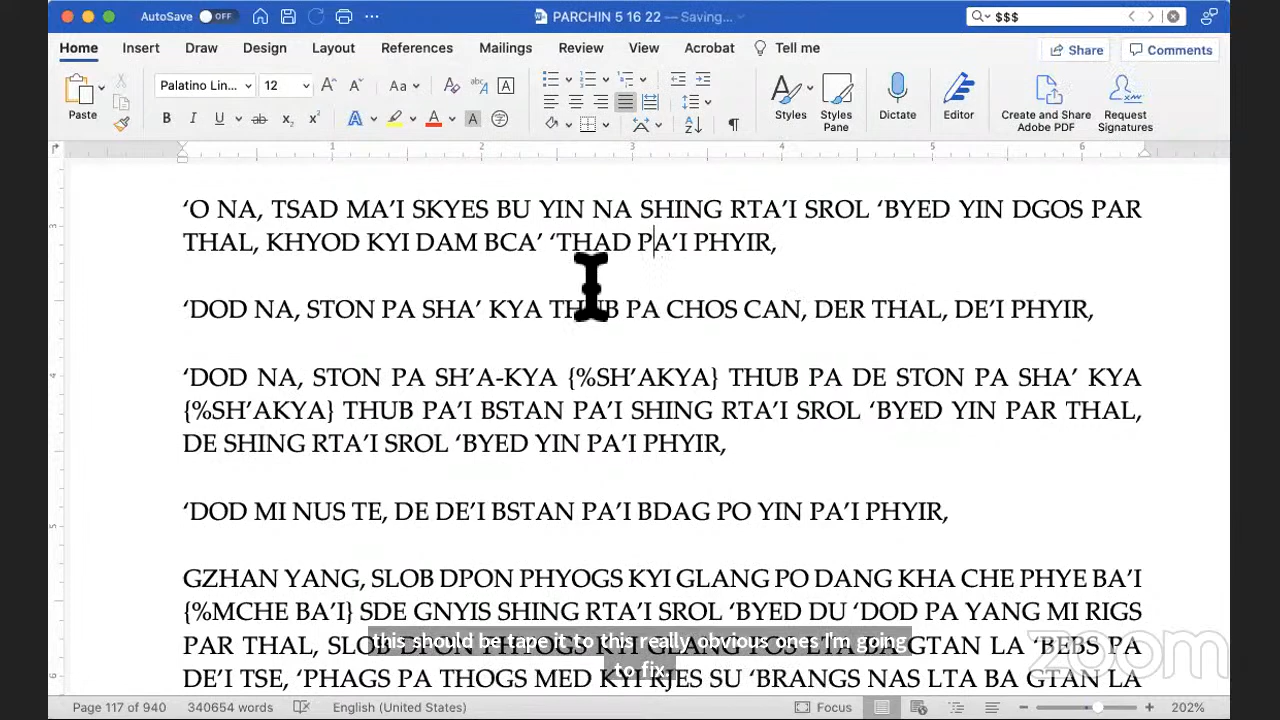 AutoSave OFF PARCHIN 5 16 22 — Saving... $$$
Home Insert Draw Design Layout References Mailings Review View Acrobat Tell me Share Comments
Paste Palatino Lin... 12 Styles Styles Pane Dictate Editor Create and Share Adobe PDF Request Signatures
1 2 3 4 5 6
‘O NA, TSAD MA’I SKYES BU YIN NA SHING RTA’I SROL ‘BYED YIN DGOS PAR
THAL, KHYOD KYI DAM BCA’ ‘THAD PA’I PHYIR,
‘DOD NA, STON PA SHA’ KYA THUB PA CHOS CAN, DER THAL, DE’I PHYIR,
‘DOD NA, STON PA SH’A-KYA {%SH’AKYA} THUB PA DE STON PA SHA’ KYA
{%SH’AKYA} THUB PA’I BSTAN PA’I SHING RTA’I SROL ‘BYED YIN PAR THAL,
DE SHING RTA’I SROL ‘BYED YIN PA’I PHYIR,
‘DOD MI NUS TE, DE DE’I BSTAN PA’I BDAG PO YIN PA’I PHYIR,
GZHAN YANG, SLOB DPON PHYOGS KYI GLANG PO DANG KHA CHE PHYE BA’I
{%MCHE BA’I} SDE GNYIS SHING RTA’I SROL ‘BYED DU ‘DOD PA YANG MI RIGS
PAR THAL, SLOB DPON PHYOGS KYI GLANG POS LTA BA GTAN LA ‘BEBS PA
DE’I TSE, ‘PHAGS PA THOGS MED KYI RJES SU ‘BRANGS NAS LTA BA GTAN LA
this should be tape it to this really obvious ones I'm going
to fix.
zoom
Page 117 of 940 340654 words English (United States) Focus 202%